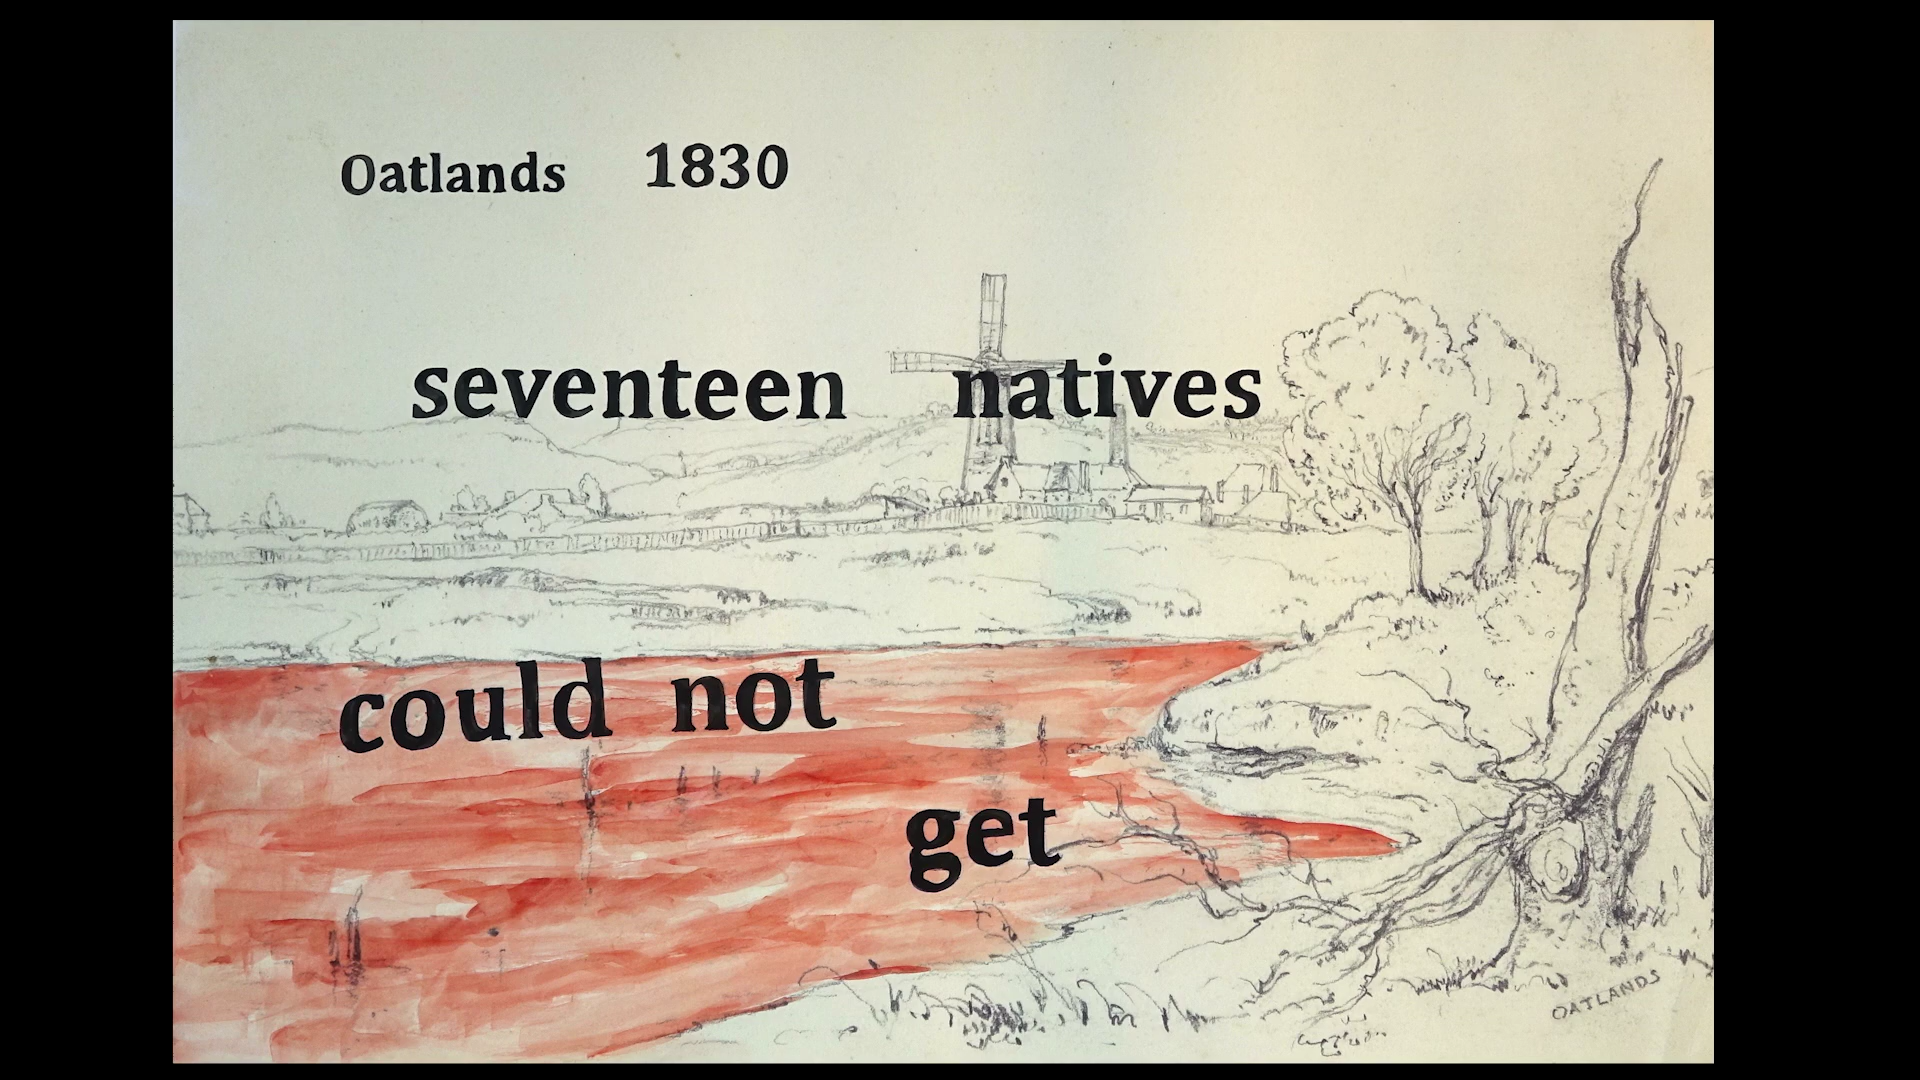 Oatlands 1830
seventeen natives
could not
get
OATLANDS